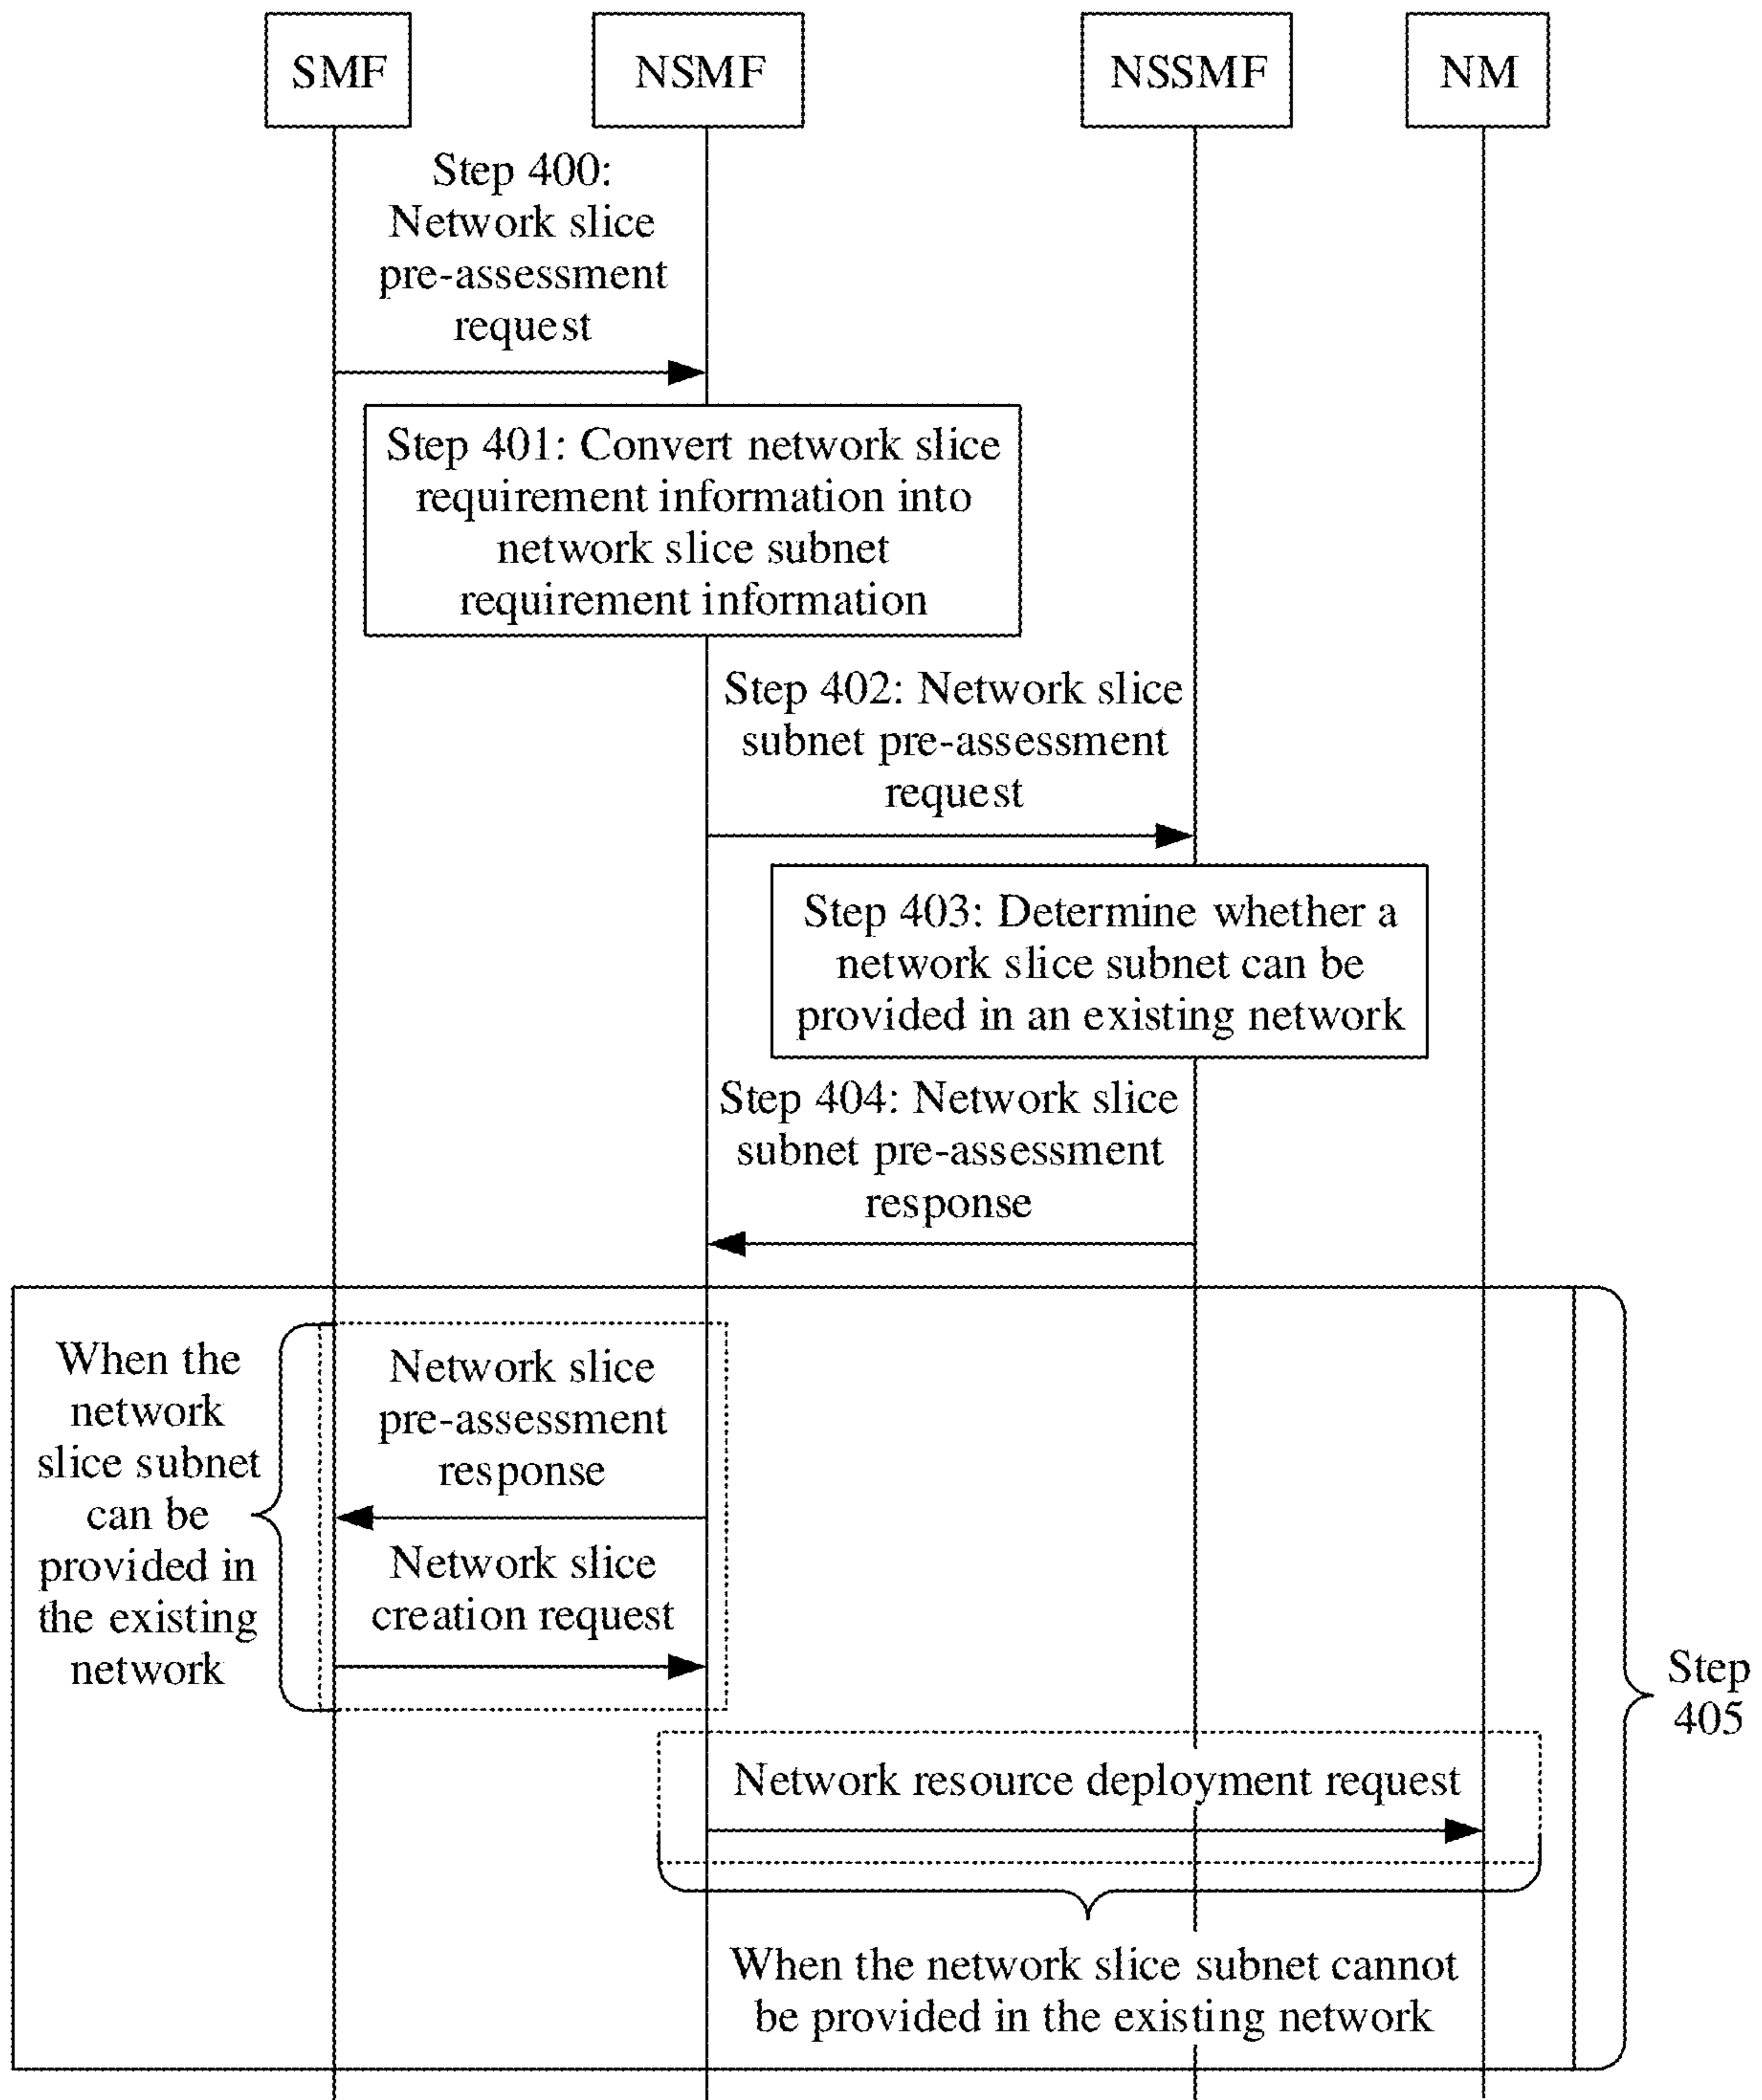 SMF
NSMF
NSSMF
NM
Step 400:
Network slice
pre-assessment
request
Step 401: Convert network slice
requirement information into
network slice subnet
requirement information
Step 402: Network slice
subnet pre-assessment
request
Step 403: Determine whether a
network slice subnet can be
provided in an existing network
Step 404: Network slice
subnet pre-assessment
response
When the
network
slice subnet
can be
provided in
the existing
network
Network slice
pre-assessment
response
Network slice
creation request
Step
405
Network resource deployment request
When the network slice subnet cannot
be provided in the existing network